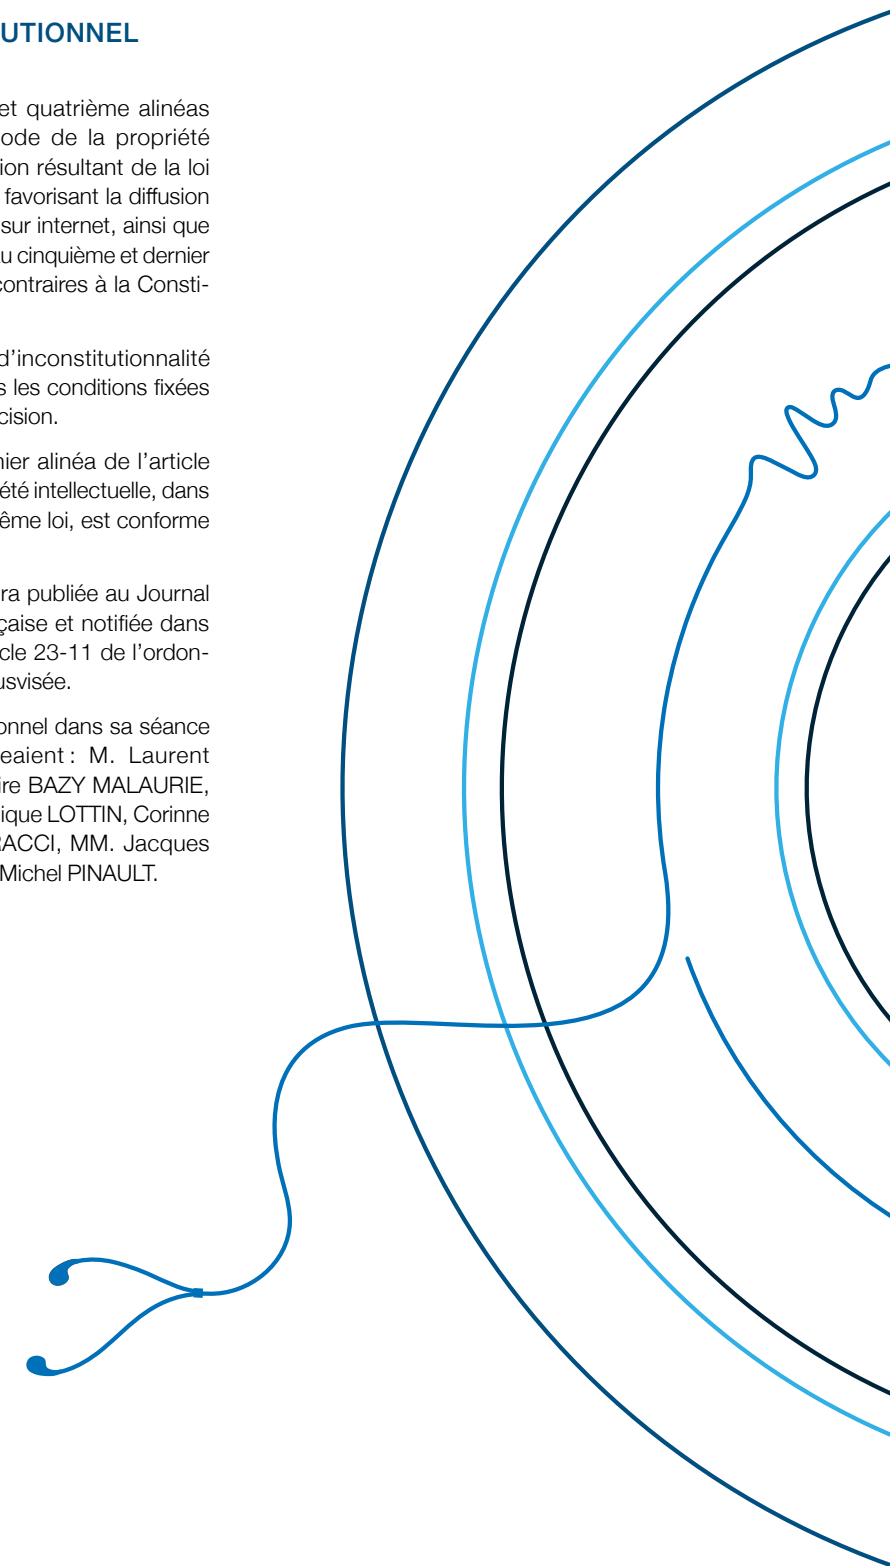 UTIONNEL
et quatrième alinéas
ode de la propriété
ion résultant de la loi
favorisant la diffusion
sur internet, ainsi que
u cinquième et dernier
contraires à la Consti-
d’inconstitutionnalité
s les conditions fixées
cision.
nier alinéa de l’article
été intellectuelle, dans
ême loi, est conforme
ra publiée au Journal
çaise et notifiée dans
cle 23-11 de l’ordon-
usvisée.
onnel dans sa séance
eaient : M. Laurent
ire BAZY MALAURIE,
ique LOTTIN, Corinne
RACCI, MM. Jacques
Michel PINAULT.